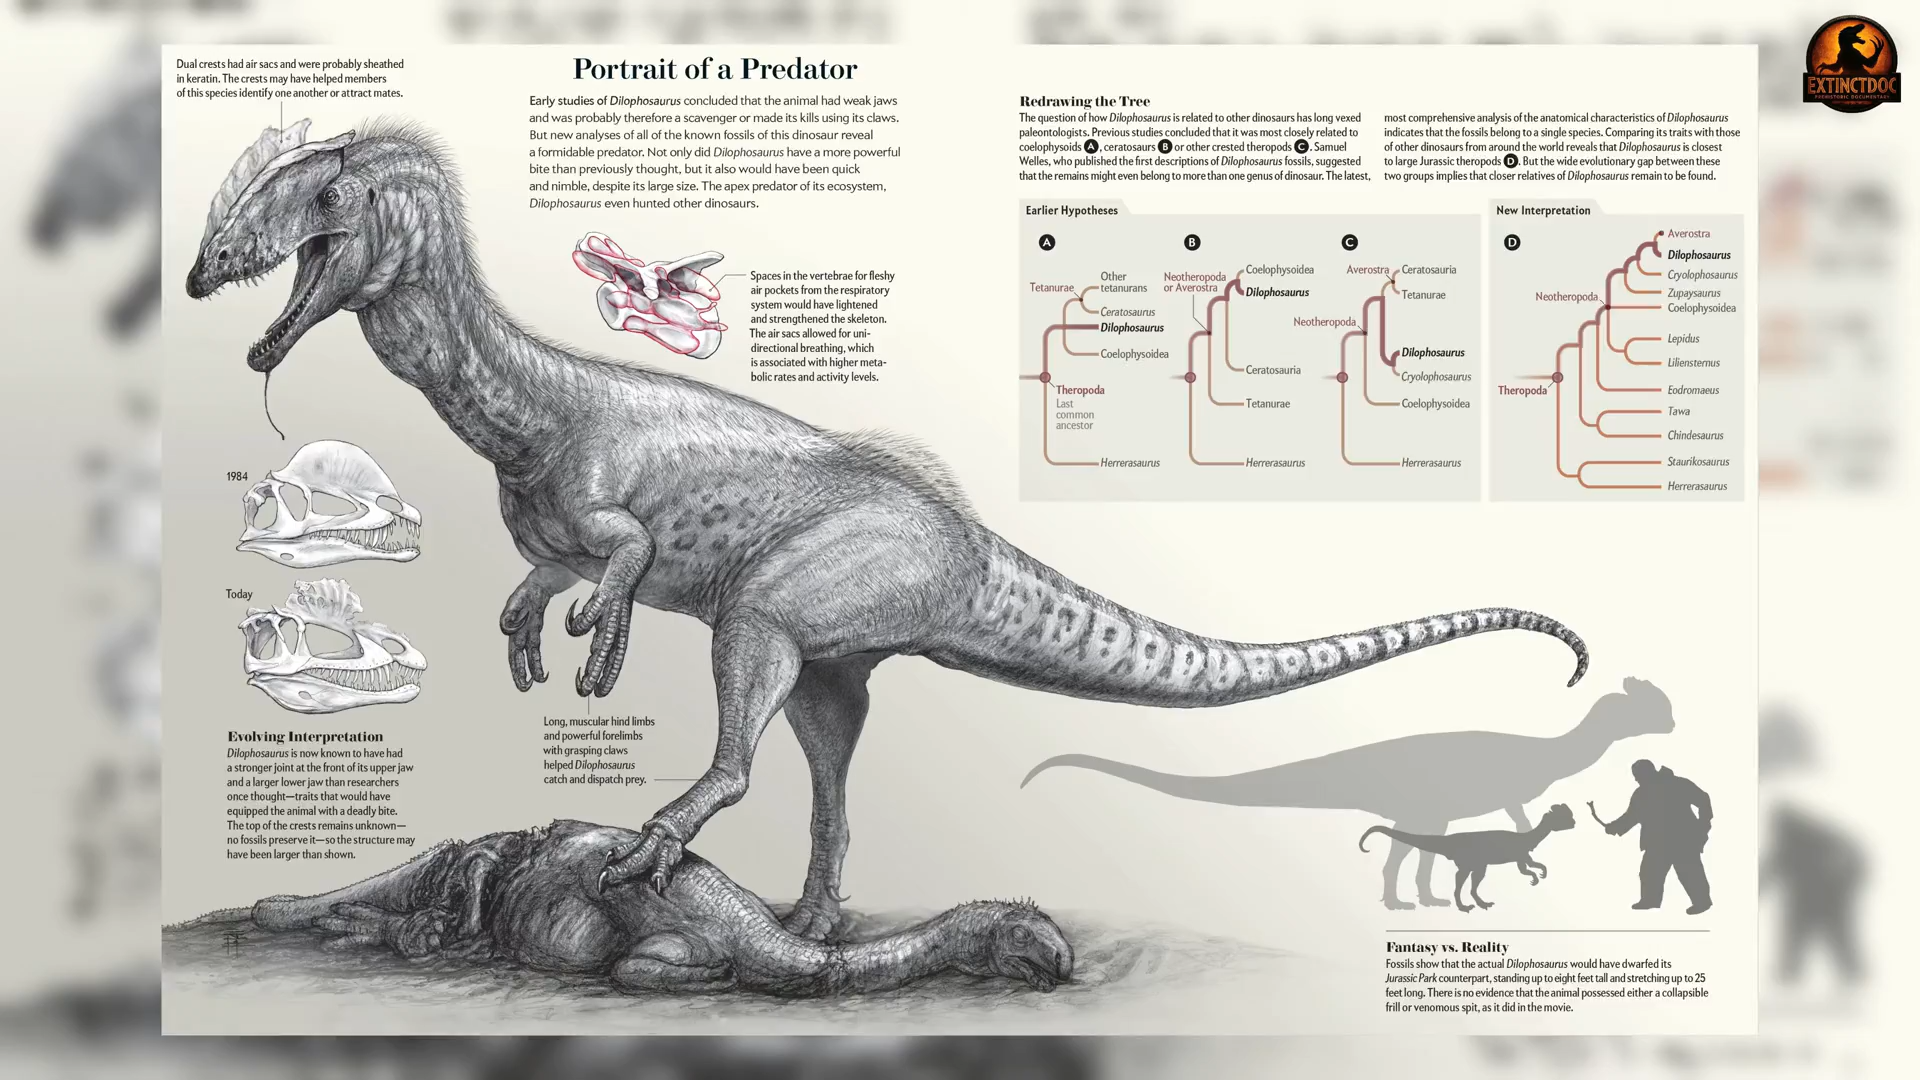 Dual crests had air sacs and were probably sheathed
in keratin. The crests may have helped members
of this species identify one another or attract mates.
Portrait of a Predator
Early studies of Dilophosaurus concluded that the animal had weak jaws
and was probably therefore a scavenger or made its kills using its claws.
But new analyses of all of the known fossils of this dinosaur reveal
a formidable predator. Not only did Dilophosaurus have a more powerful
bite than previously thought, but it also would have been quick
and nimble, despite its large size. The apex predator of its ecosystem,
Dilophosaurus even hunted other dinosaurs.
Spaces in the vertebrae for fleshy
air pockets from the respiratory
system would have lightened
and strengthened the skeleton.
The air sacs allowed for uni-
directional breathing, which
is associated with higher meta-
bolic rates and activity levels.
1984
Today
Evolving Interpretation
Dilophosaurus is now known to have had
a stronger joint at the front of its upper jaw
and a larger lower jaw than researchers
once thought—traits that would have
equipped the animal with a deadly bite.
The top of the crests remains unknown—
no fossils preserve it—so the structure may
have been larger than shown.
Long, muscular hind limbs
and powerful forelimbs
with grasping claws
helped Dilophosaurus
catch and dispatch prey.
Redrawing the Tree
The question of how Dilophosaurus is related to other dinosaurs has long vexed
paleontologists. Previous studies concluded that it was most closely related to
coelophysoids A, ceratosaurs B or other crested theropods C. Samuel
Welles, who published the first descriptions of Dilophosaurus fossils, suggested
that the remains might even belong to more than one genus of dinosaur. The latest,
most comprehensive analysis of the anatomical characteristics of Dilophosaurus
indicates that the fossils belong to a single species. Comparing its traits with those
of other dinosaurs from around the world reveals that Dilophosaurus is closest
to large Jurassic theropods D. But the wide evolutionary gap between these
two groups implies that closer relatives of Dilophosaurus remain to be found.
Earlier Hypotheses
A
Other
tetanurans
Tetanurae
Ceratosaurus
Dilophosaurus
Coelophysoidea
Theropoda
Last
common
ancestor
Herrerasaurus
B
Neotheropoda
or Averostra
Coelophysoidea
Dilophosaurus
Ceratosauria
Tetanurae
Herrerasaurus
C
Averostra
Ceratosauria
Tetanurae
Neotheropoda
Dilophosaurus
Cryolophosaurus
Coelophysoidea
Herrerasaurus
New Interpretation
D
Averostra
Dilophosaurus
Cryolophosaurus
Zupaysaurus
Neotheropoda
Coelophysoidea
Lepidus
Liliensternus
Theropoda
Eodromaeus
Tawa
Chindesaurus
Staurikosaurus
Herrerasaurus
Fantasy vs. Reality
Fossils show that the actual Dilophosaurus would have dwarfed its
Jurassic Park counterpart, standing up to eight feet tall and stretching up to 25
feet long. There is no evidence that the animal possessed either a collapsible
frill or venomous spit, as it did in the movie.
EXTINCTDOC
PREHISTORIC DOCUMENTARY